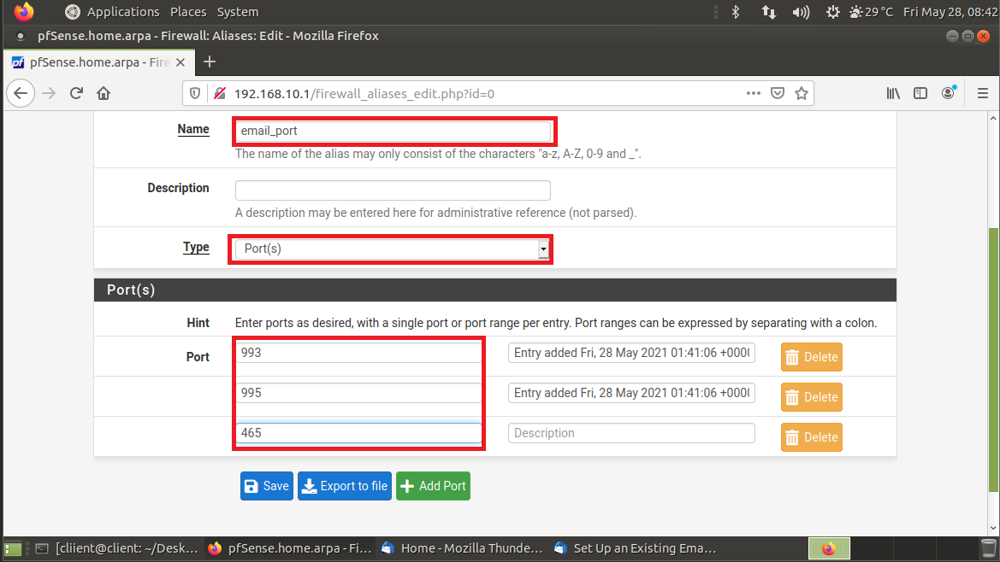 Applications Places System 29 °C Fri May 28, 08:42
pfSense.home.arpa - Firewall: Aliases: Edit - Mozilla Firefox
pf pfSense.home.arpa - Fire
192.168.10.1/firewall_aliases_edit.php?id=0
Name email_port
The name of the alias may only consist of the characters "a-z, A-Z, 0-9 and _".
Description
A description may be entered here for administrative reference (not parsed).
Type Port(s)
Port(s)
Hint Enter ports as desired, with a single port or port range per entry. Port ranges can be expressed by separating with a colon.
Port 993 Entry added Fri, 28 May 2021 01:41:06 +0000 Delete
995 Entry added Fri, 28 May 2021 01:41:06 +0000 Delete
465 Description Delete
Save Export to file Add Port
[cliient@client: ~/Desk... pfSense.home.arpa - Fi... Home - Mozilla Thunde... Set Up an Existing Ema...